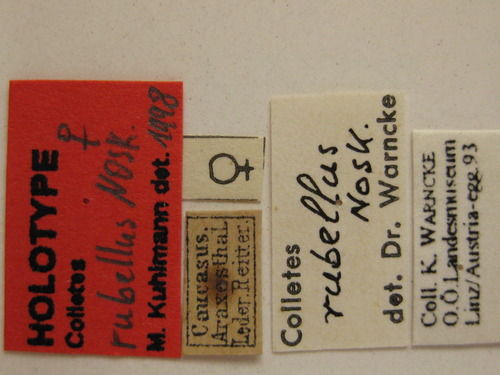 HOLOTYPE
Colletes ♀
rubellus NOSK.
M. Kuhlmann det. 1998
♀
Caucasus.
Araxesthal
Leder. Reitter.
Colletes
rubellus
NOSK.
det. Dr. Warncke
Coll. K. WARNCKE
O.Ö. Landesmuseum
Linz/Austria-egg.93